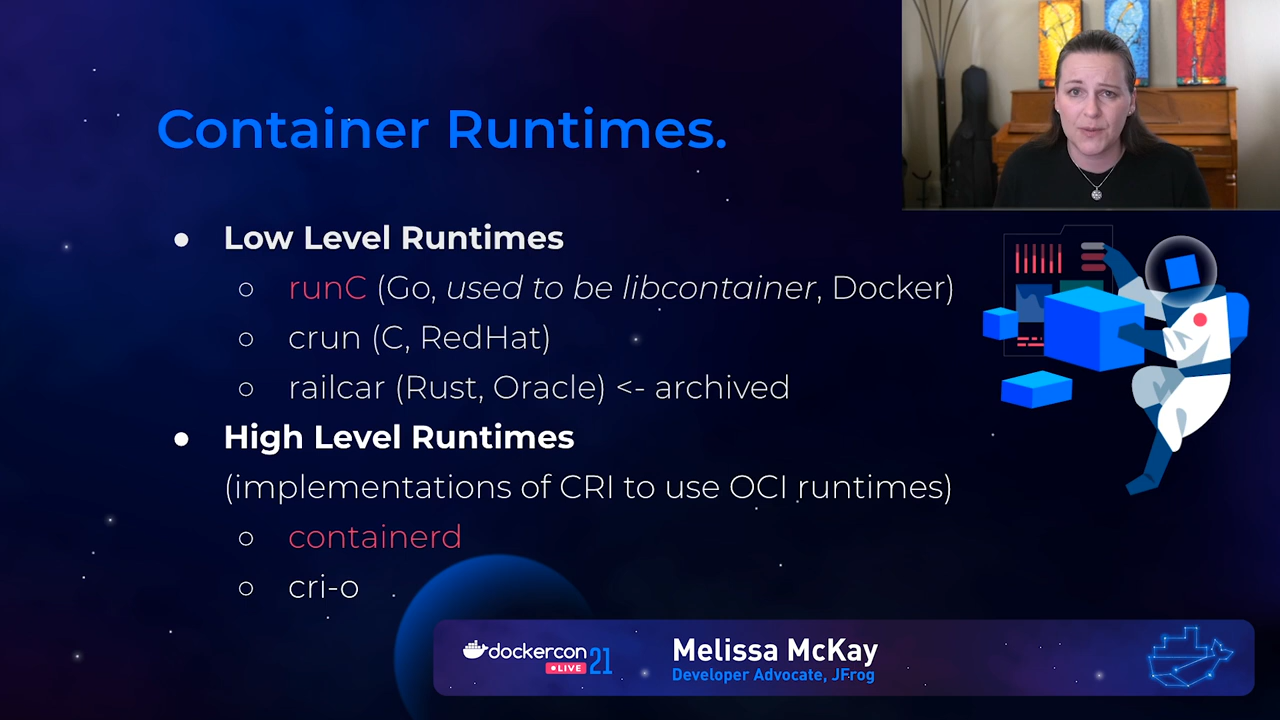 Container Runtimes.
● Low Level Runtimes
○ runC (Go, used to be libcontainer, Docker)
○ crun (C, RedHat)
○ railcar (Rust, Oracle) <- archived
● High Level Runtimes
(implementations of CRI to use OCI runtimes)
○ containerd
○ cri-o
dockercon
LIVE 21
Melissa McKay
Developer Advocate, JFrog